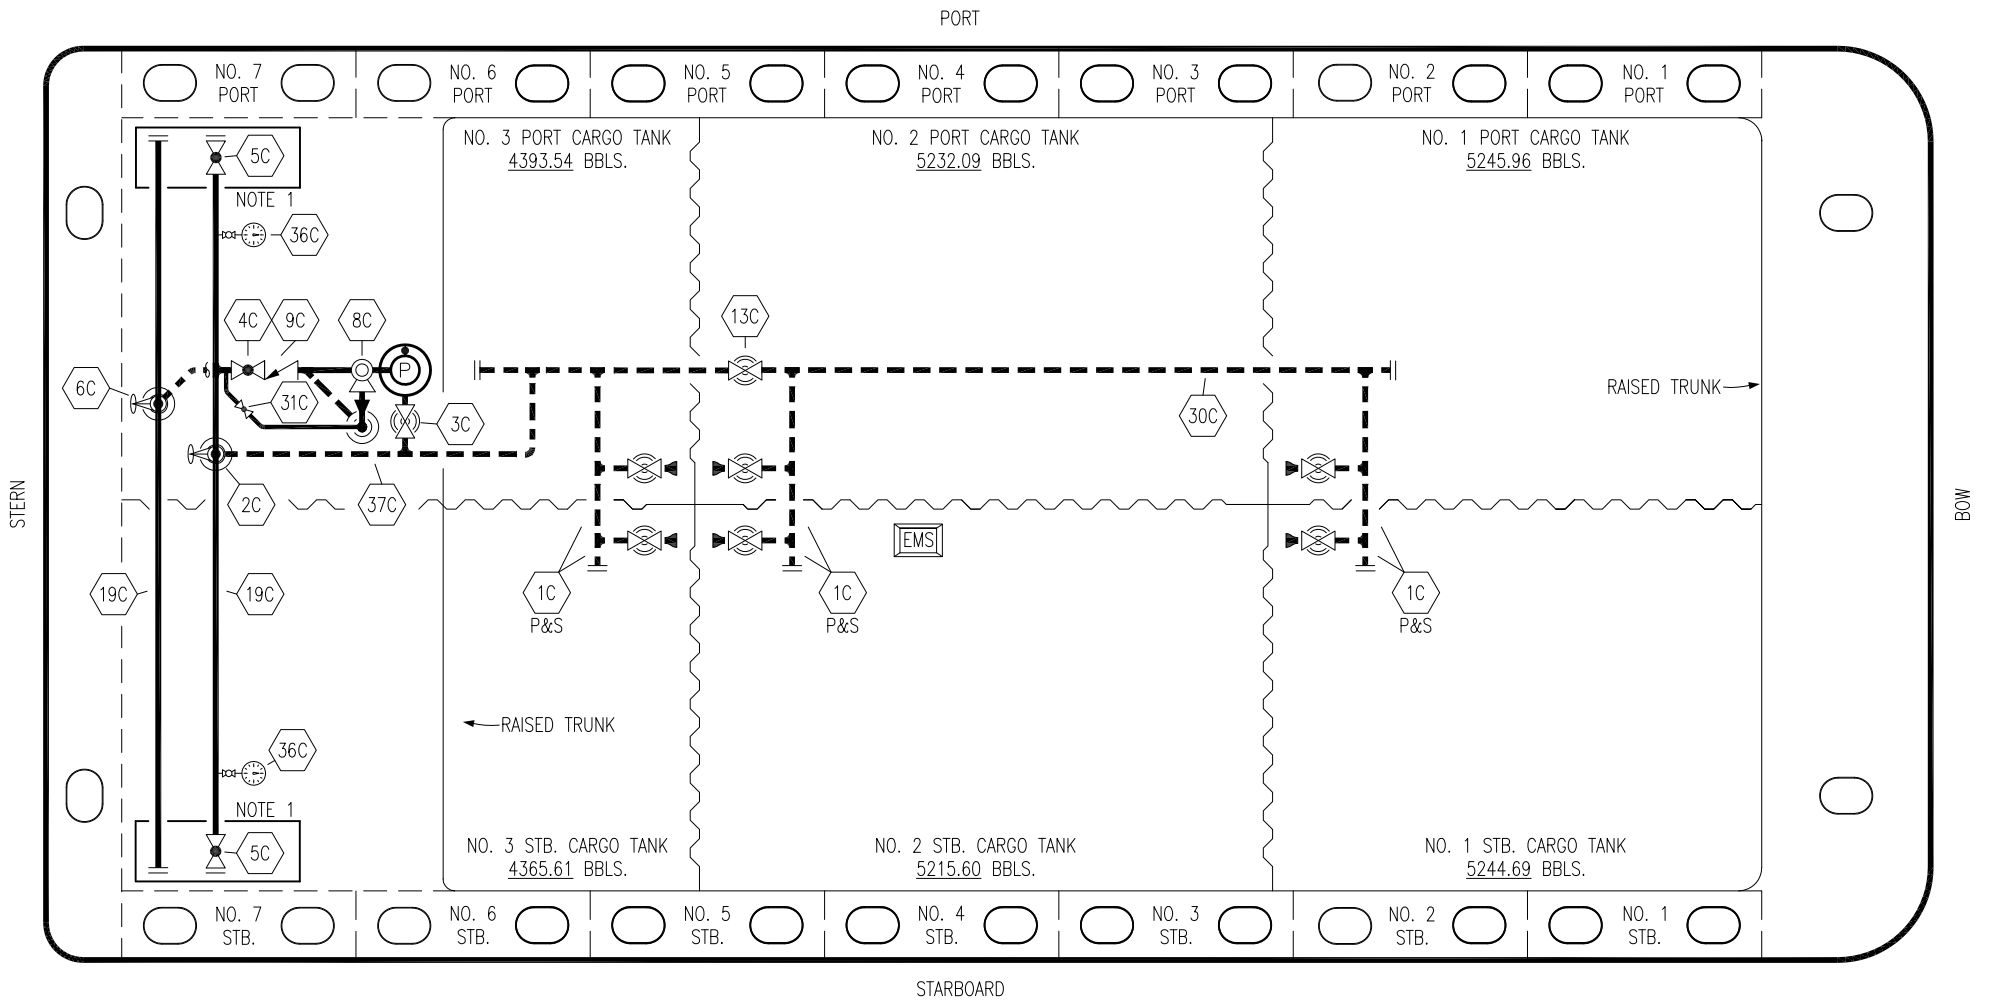 PORT
NO. 7
PORT
NO. 6
PORT
NO. 5
PORT
NO. 4
PORT
NO. 3
PORT
NO. 2
PORT
NO. 1
PORT
NO. 3 PORT CARGO TANK
4393.54 BBLS.
NO. 2 PORT CARGO TANK
5232.09 BBLS.
NO. 1 PORT CARGO TANK
5245.96 BBLS.
5C
NOTE 1
36C
4C
9C
8C
13C
P
6C
31C
3C
30C
RAISED TRUNK
2C
37C
STERN
BOW
EMS
19C
19C
1C
P&S
1C
P&S
1C
P&S
RAISED TRUNK
36C
NOTE 1
5C
NO. 3 STB. CARGO TANK
4365.61 BBLS.
NO. 2 STB. CARGO TANK
5215.60 BBLS.
NO. 1 STB. CARGO TANK
5244.69 BBLS.
NO. 7
STB.
NO. 6
STB.
NO. 5
STB.
NO. 4
STB.
NO. 3
STB.
NO. 2
STB.
NO. 1
STB.
STARBOARD